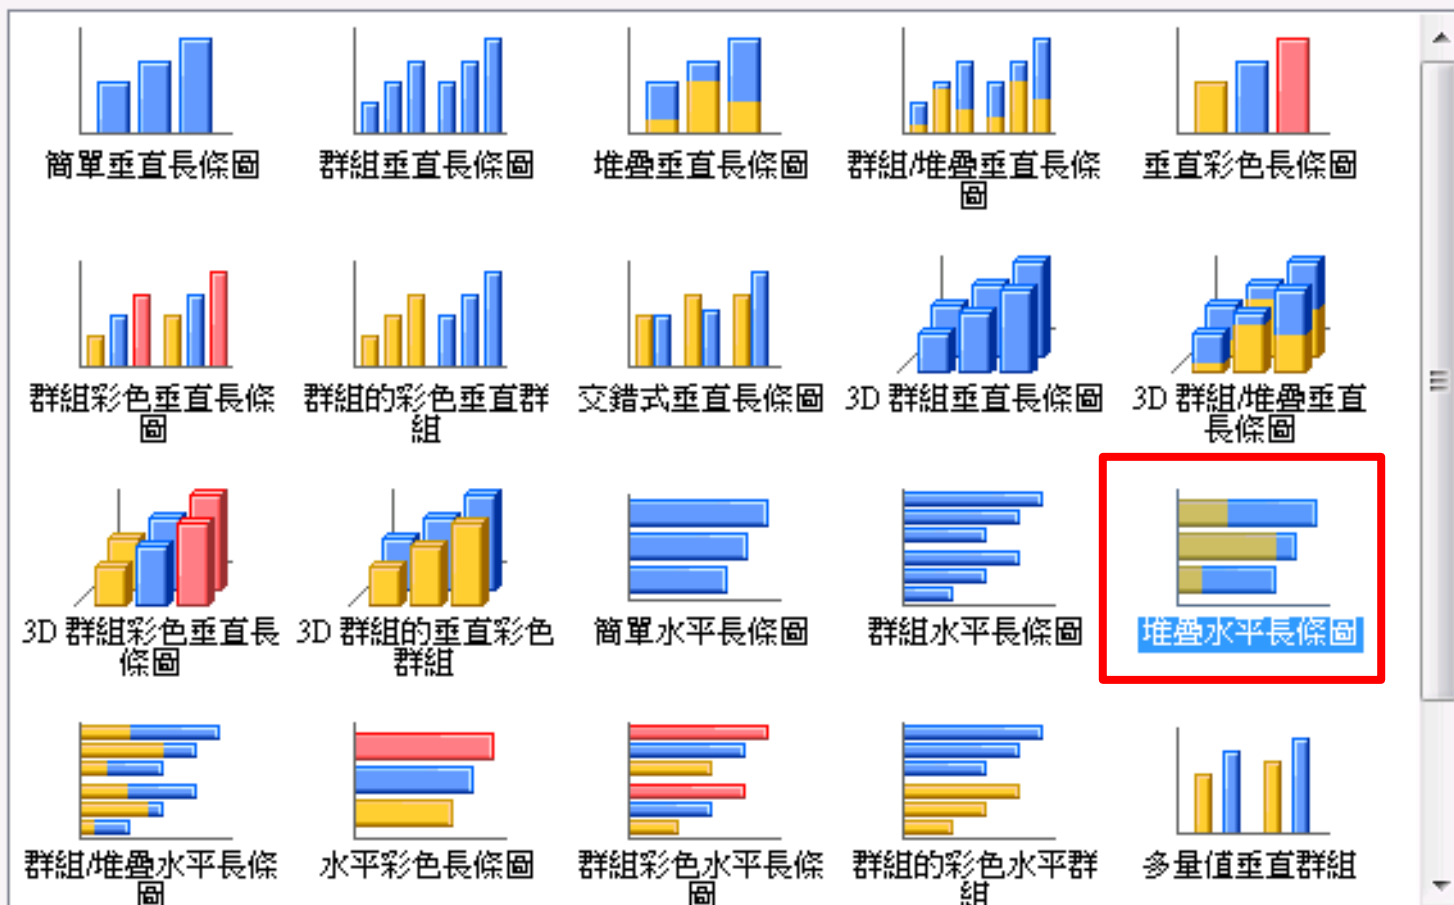 簡單垂直長條圖
群組垂直長條圖
堆疊垂直長條圖
群組/堆疊垂直長條
圖
垂直彩色長條圖
群組彩色垂直長條
圖
群組的彩色垂直群
組
交錯式垂直長條圖
3D 群組垂直長條圖
3D 群組/堆疊垂直
長條圖
3D 群組彩色垂直長
條圖
3D 群組的垂直彩色
群組
簡單水平長條圖
群組水平長條圖
堆疊水平長條圖
群組/堆疊水平長條
圖
水平彩色長條圖
群組彩色水平長條
圖
群組的彩色水平群
組
多量值垂直群組